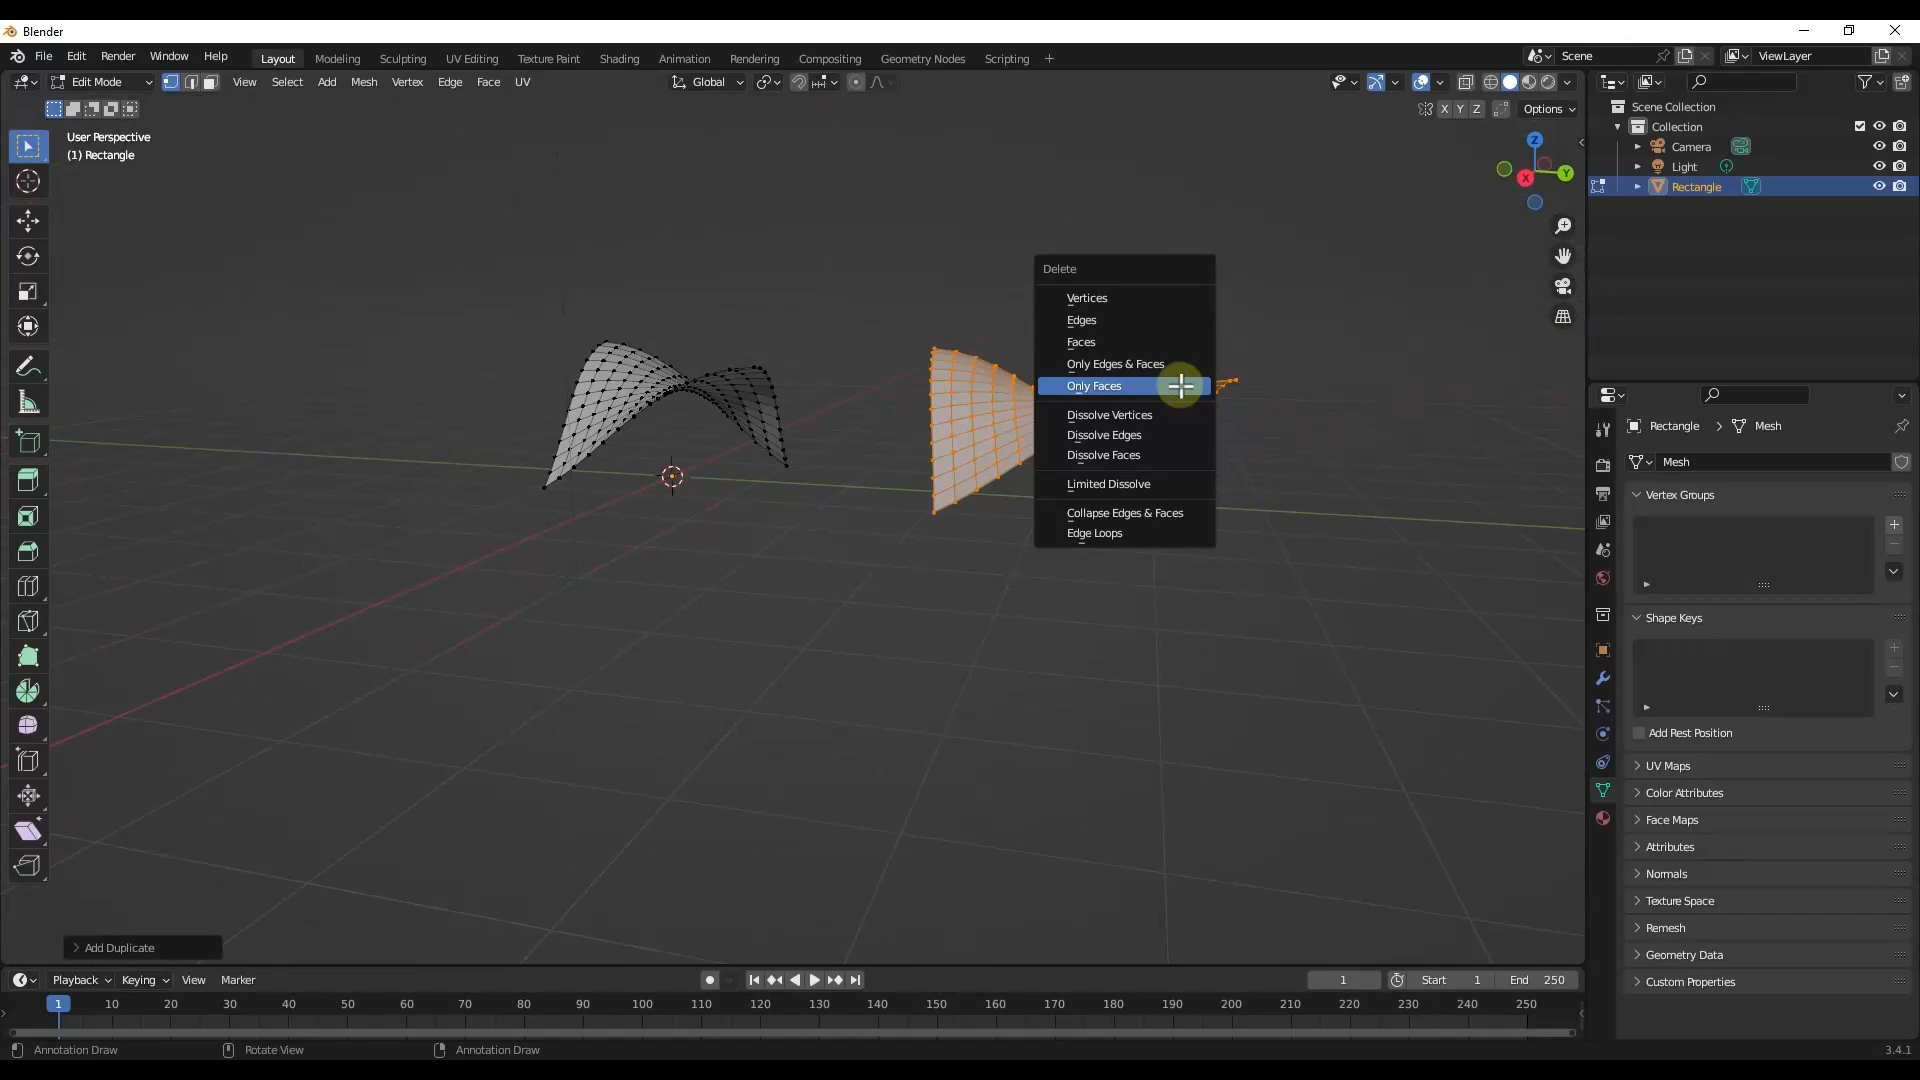 Blender
File Edit Render Window Help Layout Modeling Sculpting UV Editing Texture Paint Shading Animation Rendering Compositing Geometry Nodes Scripting + Scene ViewLayer
Edit Mode View Select Add Mesh Vertex Edge Face UV Global
X Y Z Options
User Perspective
(1) Rectangle
Z
Y
X
Scene Collection
Collection
Camera
Light
Rectangle
Delete
Vertices
Edges
Faces
Only Edges & Faces
Only Faces
Dissolve Vertices
Dissolve Edges
Dissolve Faces
Limited Dissolve
Collapse Edges & Faces
Edge Loops
Rectangle > Mesh
Mesh
Vertex Groups
Shape Keys
Add Rest Position
UV Maps
Color Attributes
Face Maps
Attributes
Normals
Texture Space
Remesh
Geometry Data
Custom Properties
Add Duplicate
Playback Keying View Marker 1 Start 1 End 250
1 10 20 30 40 50 60 70 80 90 100 110 120 130 140 150 160 170 180 190 200 210 220 230 240 250
Annotation Draw Rotate View Annotation Draw 3.4.1